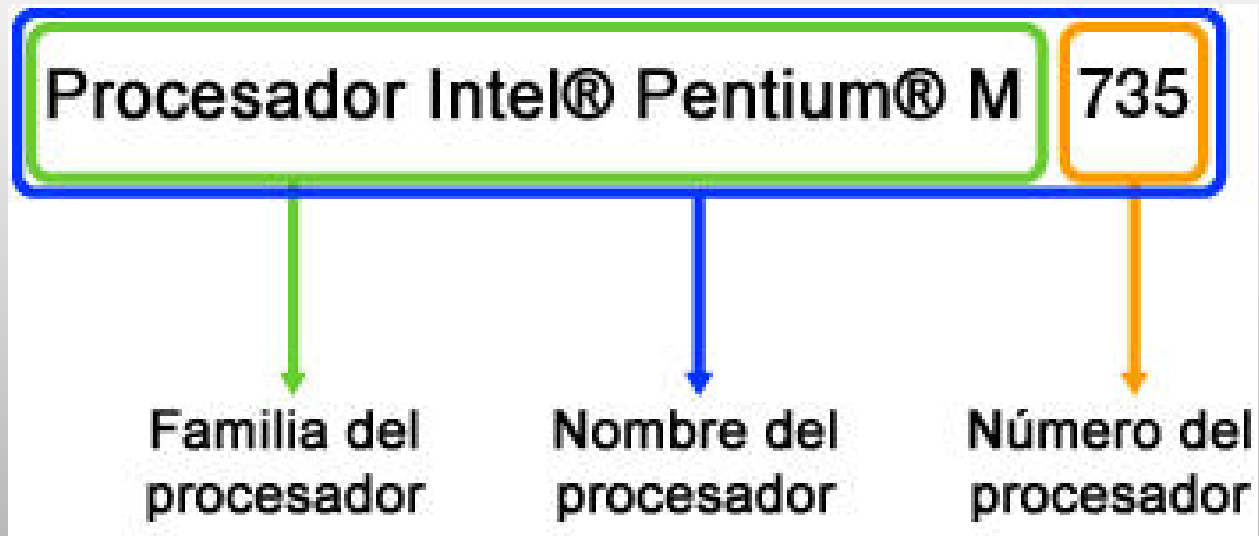 Procesador Intel® Pentium® M 735
Familia del
procesador
Nombre del
procesador
Número del
procesador